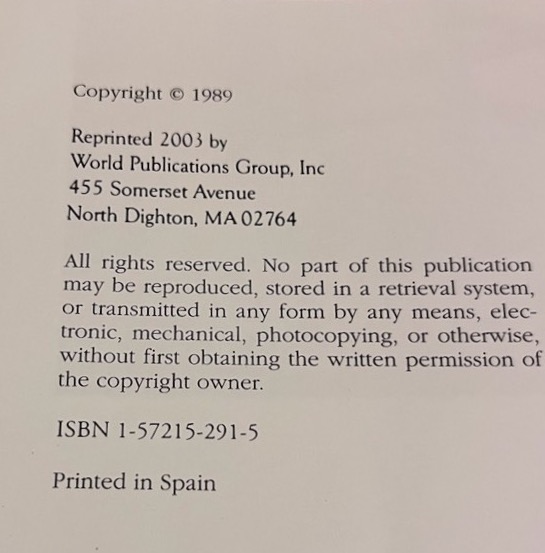 Copyright © 1989
Reprinted 2003 by
World Publications Group, Inc
455 Somerset Avenue
North Dighton, MA 02764
All rights reserved. No part of this publication
may be reproduced, stored in a retrieval system,
or transmitted in any form by any means, elec-
tronic, mechanical, photocopying, or otherwise,
without first obtaining the written permission of
the copyright owner.
ISBN 1-57215-291-5
Printed in Spain